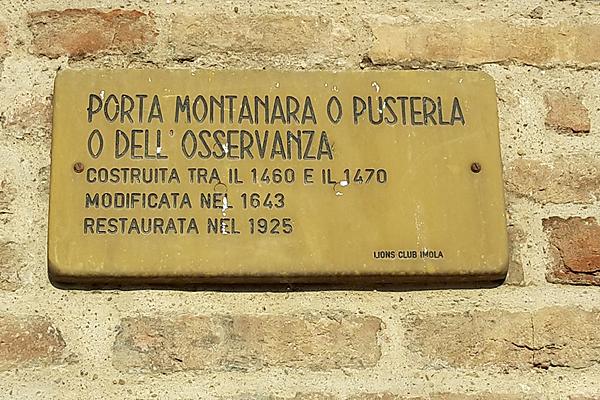 PORTA MONTANARA O PUSTERLA
O DELL'OSSERVANZA
COSTRUITA TRA IL 1460 E IL 1470
MODIFICATA NEL 1643
RESTAURATA NEL 1925
LIONS CLUB IMOLA